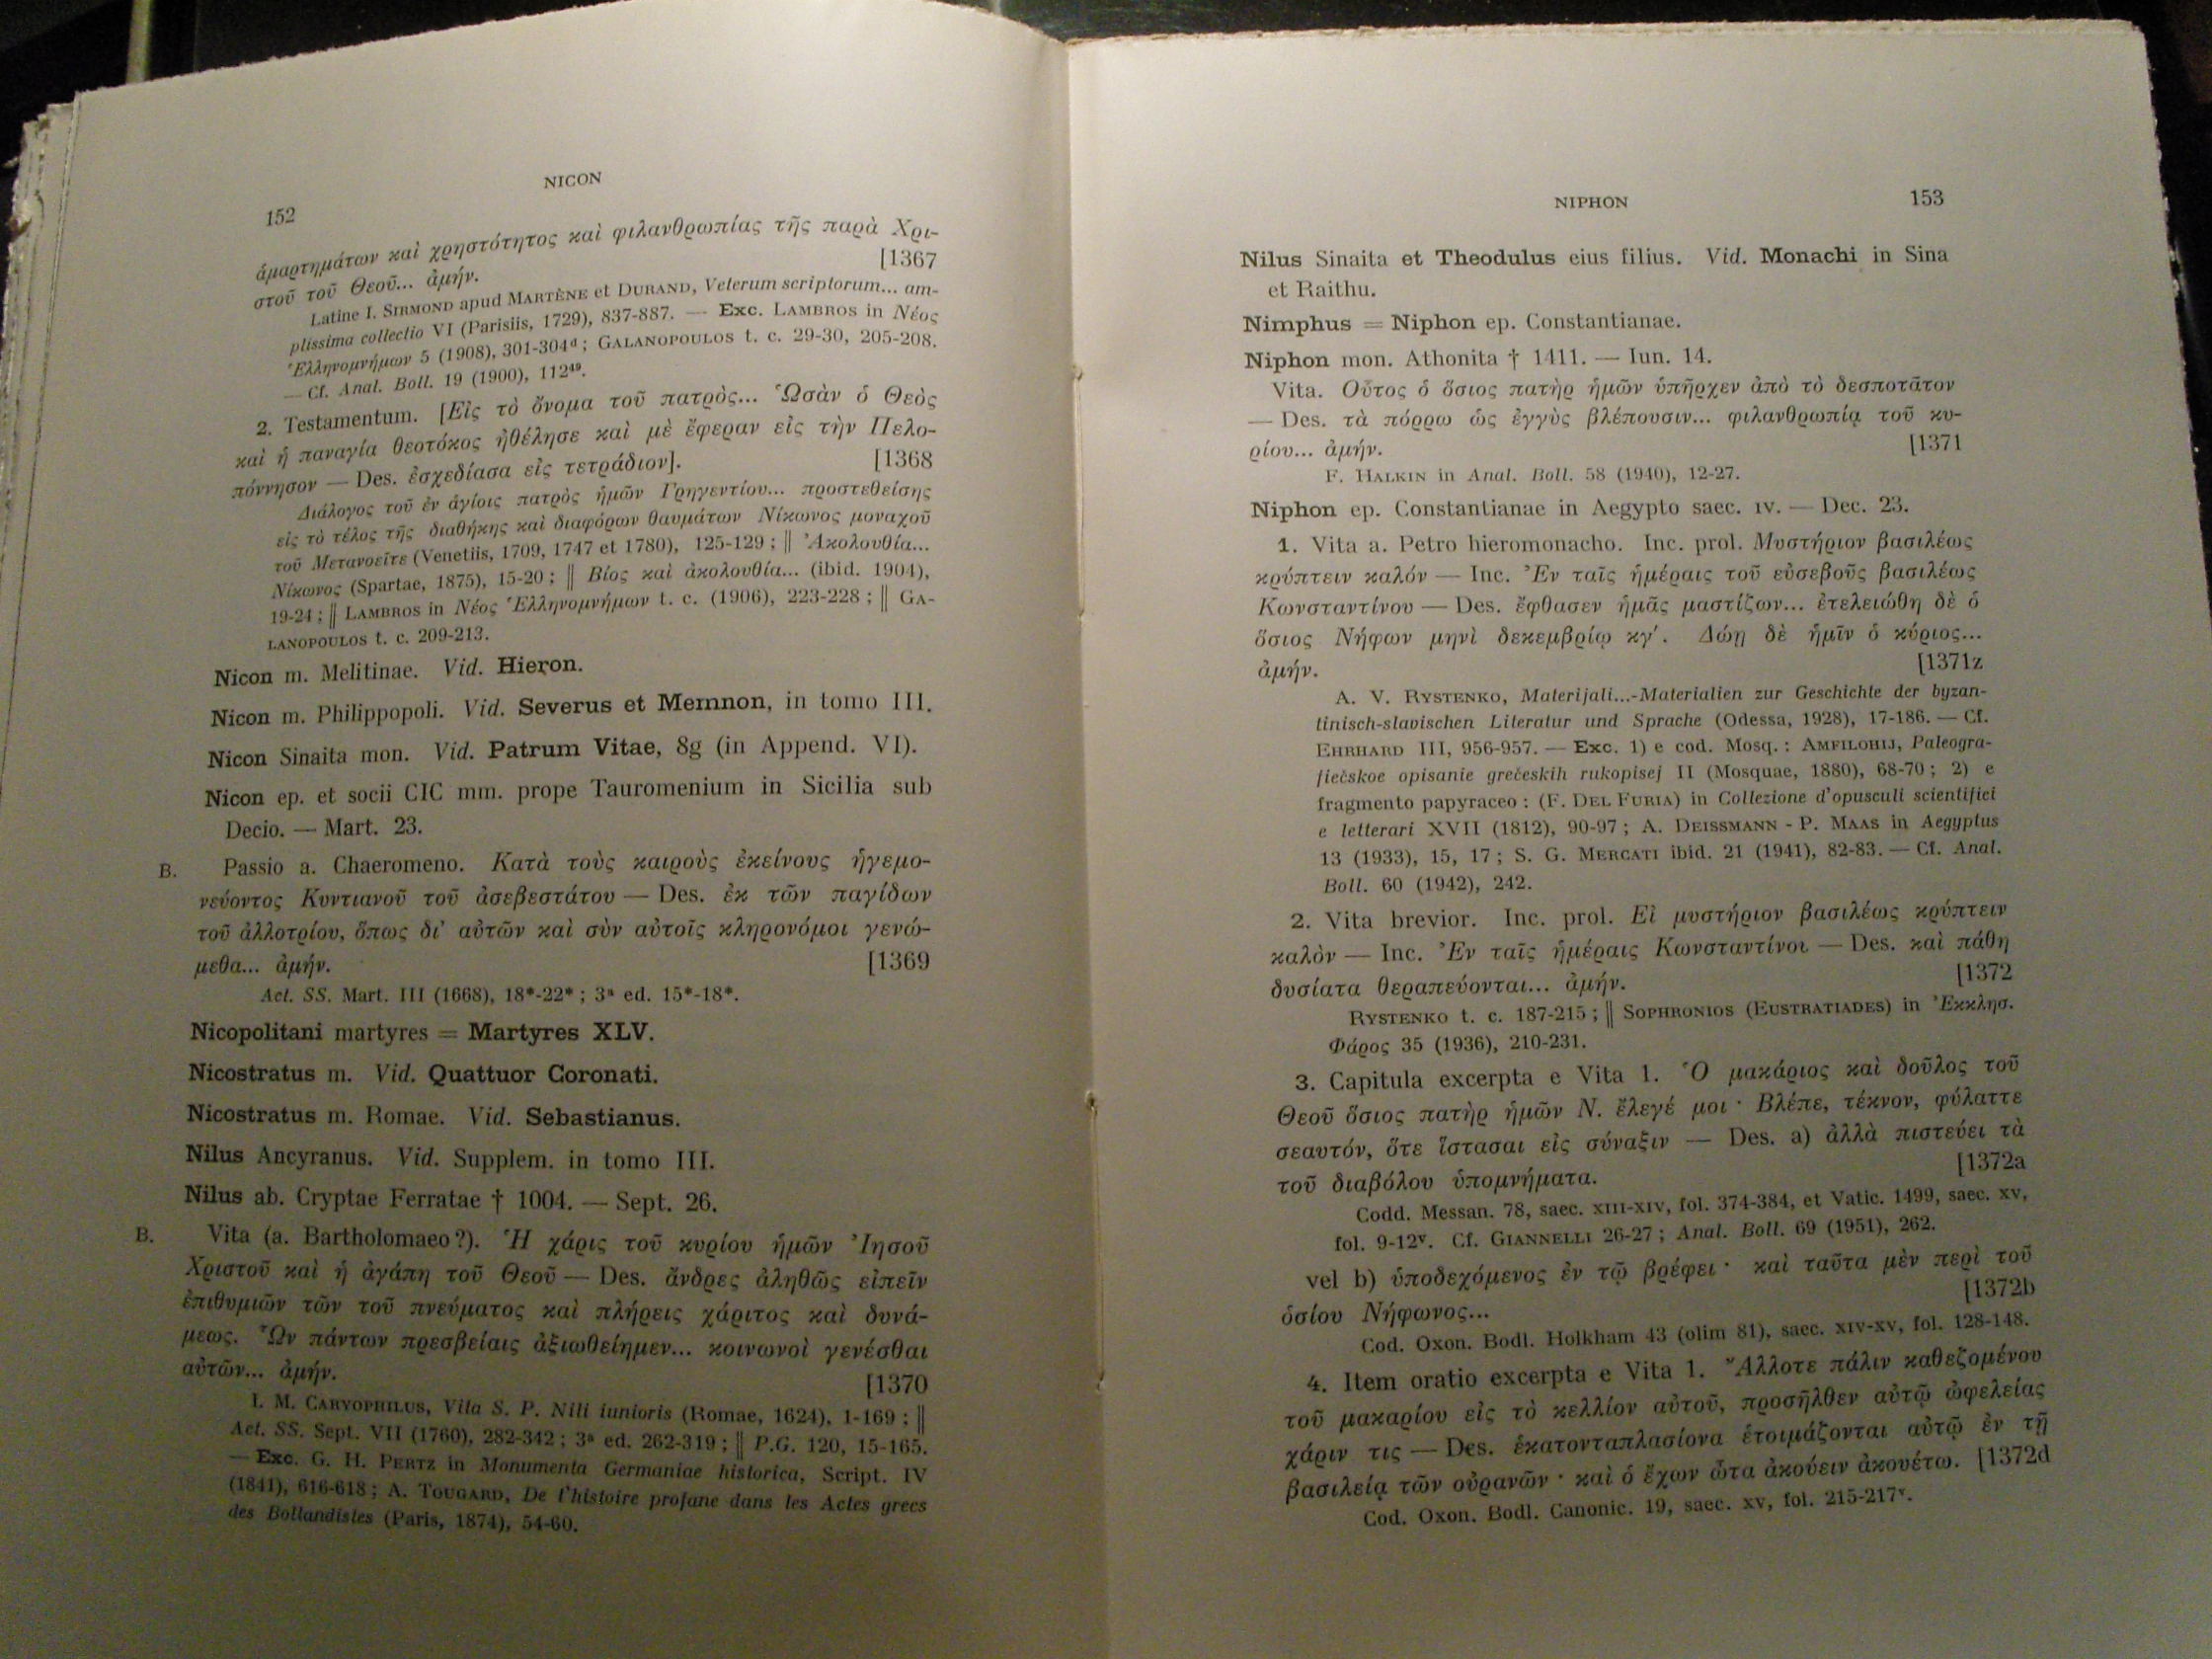 NICON
152
ἁμαρτημάτων καὶ χρηστότητος καὶ φιλανθρωπίας τῆς παρὰ Χρι-
στοῦ τοῦ Θεοῦ... ἀμήν. [1367
Latine I. SIRMOND apud MARTÈNE et DURAND, Veterum scriptorum... am-
plissima collectio VI (Parisiis, 1729), 837-887. — Exc. LAMBROS in Νέος
Ἑλληνομνήμων 5 (1908), 301-304ᵈ ; GALANOPOULOS t. c. 29-30, 205-208.
— Cf. Anal. Boll. 19 (1900), 112⁴⁹.
2. Testamentum. [Εἰς τὸ ὄνομα τοῦ πατρὸς... Ὡσὰν ὁ Θεὸς
καὶ ἡ παναγία θεοτόκος ἠθέλησε καὶ μὲ ἔφεραν εἰς τὴν Πελο-
πόννησον — Des. ἐσχεδίασα εἰς τετράδιον]. [1368
Διάλογος τοῦ ἐν ἁγίοις πατρὸς ἡμῶν Γρηγεντίου... προστεθείσης
εἰς τὸ τέλος τῆς διαθήκης καὶ διαφόρων θαυμάτων Νίκωνος μοναχοῦ
τοῦ Μετανοεῖτε (Venetiis, 1709, 1747 et 1780), 125-129 ; || Ἀκολουθία...
Νίκωνος (Spartae, 1875), 15-20 ; || Βίος καὶ ἀκολουθία... (ibid. 1904),
19-24 ; || LAMBROS in Νέος Ἑλληνομνήμων t. c. (1906), 223-228 ; || GA-
LANOPOULOS t. c. 209-213.
Nicon m. Melitinae. Vid. Hieron.
Nicon m. Philippopoli. Vid. Severus et Memnon, in tomo III.
Nicon Sinaita mon. Vid. Patrum Vitae, 8g (in Append. VI).
Nicon ep. et socii CIC mm. prope Tauromenium in Sicilia sub
Decio. — Mart. 23.
B. Passio a. Chaeromeno. Κατὰ τοὺς καιροὺς ἐκείνους ἡγεμο-
νεύοντος Κυντιανοῦ τοῦ ἀσεβεστάτου — Des. ἐκ τῶν παγίδων
τοῦ ἀλλοτρίου, ὅπως δι' αὐτῶν καὶ σὺν αὐτοῖς κληρονόμοι γενώ-
μεθα... ἀμήν. [1369
Act. SS. Mart. III (1668), 18*-22* ; 3ᵃ ed. 15*-18*.
Nicopolitani martyres = Martyres XLV.
Nicostratus m. Vid. Quattuor Coronati.
Nicostratus m. Romae. Vid. Sebastianus.
Nilus Ancyranus. Vid. Supplem. in tomo III.
Nilus ab. Cryptae Ferratae † 1004. — Sept. 26.
B. Vita (a. Bartholomaeo ?). Ἡ χάρις τοῦ κυρίου ἡμῶν Ἰησοῦ
Χριστοῦ καὶ ἡ ἀγάπη τοῦ Θεοῦ — Des. ἄνδρες ἀληθῶς εἰπεῖν
ἐπιθυμιῶν τῶν τοῦ πνεύματος καὶ πλήρεις χάριτος καὶ δυνά-
μεως. Ὧν πάντων πρεσβείαις ἀξιωθείημεν... κοινωνοὶ γενέσθαι
αὐτῶν... ἀμήν. [1370
I. M. CARYOPHILUS, Vita S. P. Nili iunioris (Romae, 1624), 1-169 ; ||
Act. SS. Sept. VII (1760), 282-342 ; 3ᵃ ed. 262-319 ; || P.G. 120, 15-165.
— Exc. G. H. PERTZ in Monumenta Germaniae historica, Script. IV
(1841), 616-618 ; A. TOUGARD, De l'histoire profane dans les Actes grecs
des Bollandistes (Paris, 1874), 54-60.
NIPHON 153
Nilus Sinaita et Theodulus eius filius. Vid. Monachi in Sina
et Raithu.
Nimphus = Niphon ep. Constantianae.
Niphon mon. Athonita † 1411. — Iun. 14.
Vita. Οὗτος ὁ ὅσιος πατὴρ ἡμῶν ὑπῆρχεν ἀπὸ τὸ δεσποτᾶτον
— Des. τὰ πόρρω ὡς ἐγγὺς βλέπουσιν... φιλανθρωπίᾳ τοῦ κυ-
ρίου... ἀμήν. [1371
F. HALKIN in Anal. Boll. 58 (1940), 12-27.
Niphon ep. Constantianae in Aegypto saec. IV. — Dec. 23.
1. Vita a. Petro hieromonacho. Inc. prol. Μυστήριον βασιλέως
κρύπτειν καλόν — Inc. Ἐν ταῖς ἡμέραις τοῦ εὐσεβοῦς βασιλέως
Κωνσταντίνου — Des. ἔφθασεν ἡμᾶς μαστίζων... ἐτελειώθη δὲ ὁ
ὅσιος Νήφων μηνὶ δεκεμβρίῳ κγ′. Δώῃ δὲ ἡμῖν ὁ κύριος...
ἀμήν. [1371z
A. V. RYSTENKO, Materijali...-Materialien zur Geschichte der byzan-
tinisch-slavischen Literatur und Sprache (Odessa, 1928), 17-186. — Cf.
EHRHARD III, 956-957. — Exc. 1) e cod. Mosq. : AMFILOHIJ, Paleogra-
fiečskoe opisanie grečeskih rukopisej II (Mosquae, 1880), 68-70 ; 2) e
fragmento papyraceo : (F. DEL FURIA) in Collezione d'opusculi scientifici
e letterari XVII (1812), 90-97 ; A. DEISSMANN - P. MAAS in Aegyptus
13 (1933), 15, 17 ; S. G. MERCATI ibid. 21 (1941), 82-83. — Cf. Anal.
Boll. 60 (1942), 242.
2. Vita brevior. Inc. prol. Εἰ μυστήριον βασιλέως κρύπτειν
καλὸν — Inc. Ἐν ταῖς ἡμέραις Κωνσταντίνου — Des. καὶ πάθη
δυσίατα θεραπεύονται... ἀμήν. [1372
RYSTENKO t. c. 187-215 ; || SOPHRONIOS (EUSTRATIADES) in Ἐκκλησ.
Φάρος 35 (1936), 210-231.
3. Capitula excerpta e Vita 1. Ὁ μακάριος καὶ δοῦλος τοῦ
Θεοῦ ὅσιος πατὴρ ἡμῶν Ν. ἔλεγέ μοι · Βλέπε, τέκνον, φύλαττε
σεαυτόν, ὅτε ἵστασαι εἰς σύναξιν — Des. a) ἀλλὰ πιστεύει τὰ
τοῦ διαβόλου ὑπομνήματα. [1372a
Codd. Messan. 78, saec. XIII-XIV, fol. 374-384, et Vatic. 1499, saec. XV,
fol. 9-12ᵛ. Cf. GIANNELLI 26-27 ; Anal. Boll. 69 (1951), 262.
vel b) ὑποδεχόμενος ἐν τῷ βρέφει · καὶ ταῦτα μὲν περὶ τοῦ
ὁσίου Νήφωνος... [1372b
Cod. Oxon. Bodl. Holkham 43 (olim 81), saec. XIV-XV, fol. 128-148.
4. Item oratio excerpta e Vita 1. Ἄλλοτε πάλιν καθεζομένου
τοῦ μακαρίου εἰς τὸ κελλίον αὐτοῦ, προσῆλθεν αὐτῷ ὠφελείας
χάριν τις — Des. ἑκατονταπλασίονα ἑτοιμάζονται αὐτῷ ἐν τῇ
βασιλείᾳ τῶν οὐρανῶν · καὶ ὁ ἔχων ὦτα ἀκούειν ἀκουέτω. [1372d
Cod. Oxon. Bodl. Canonic. 19, saec. XV, fol. 215-217ᵛ.